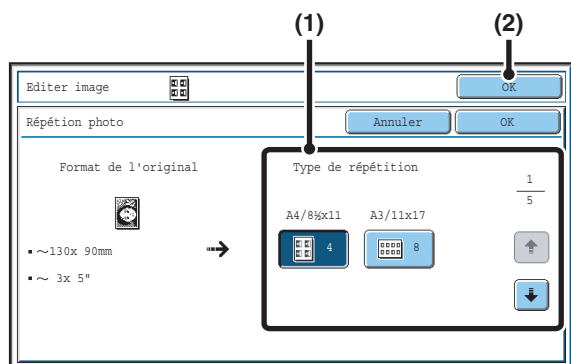 (1) (2)
Editer image OK
Répétion photo Annuler OK
Format de l'original Type de répétition
1
5
A4/8½x11 A3/11x17
4 8
▪ ~130x 90mm
▪ ~ 3x 5"